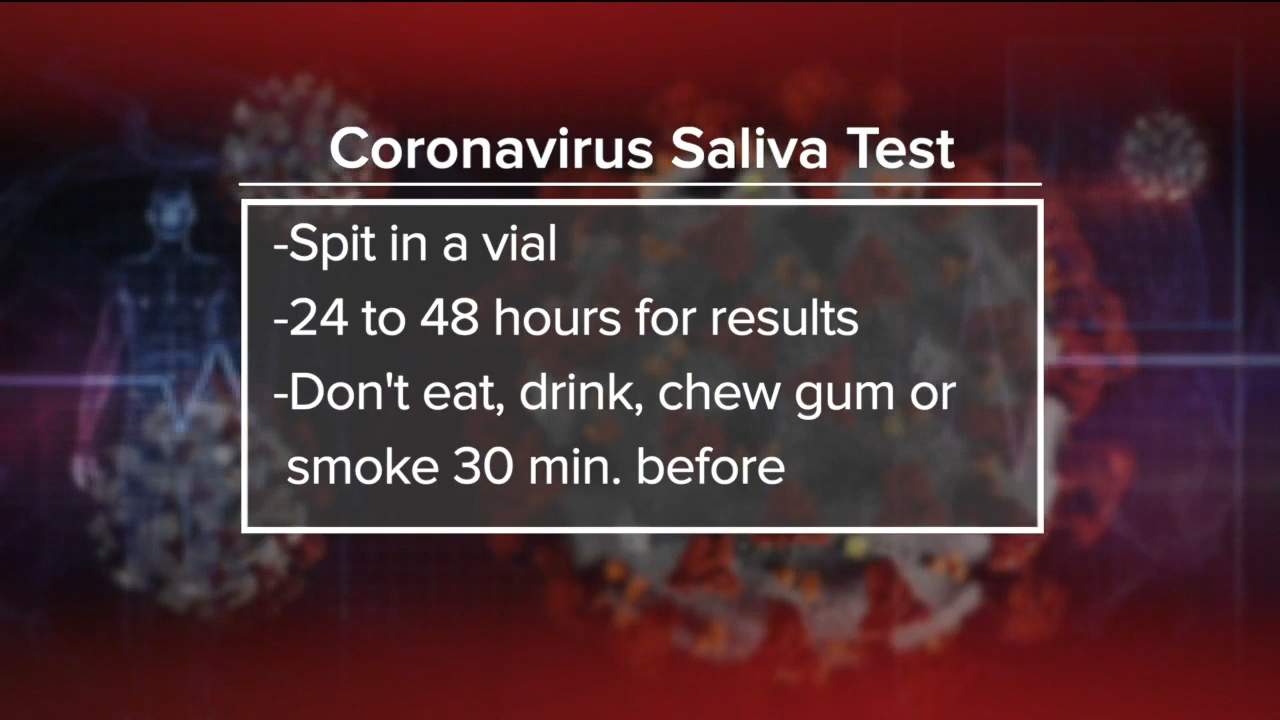 Coronavirus Saliva Test
-Spit in a vial
-24 to 48 hours for results
-Don't eat, drink, chew gum or
smoke 30 min. before